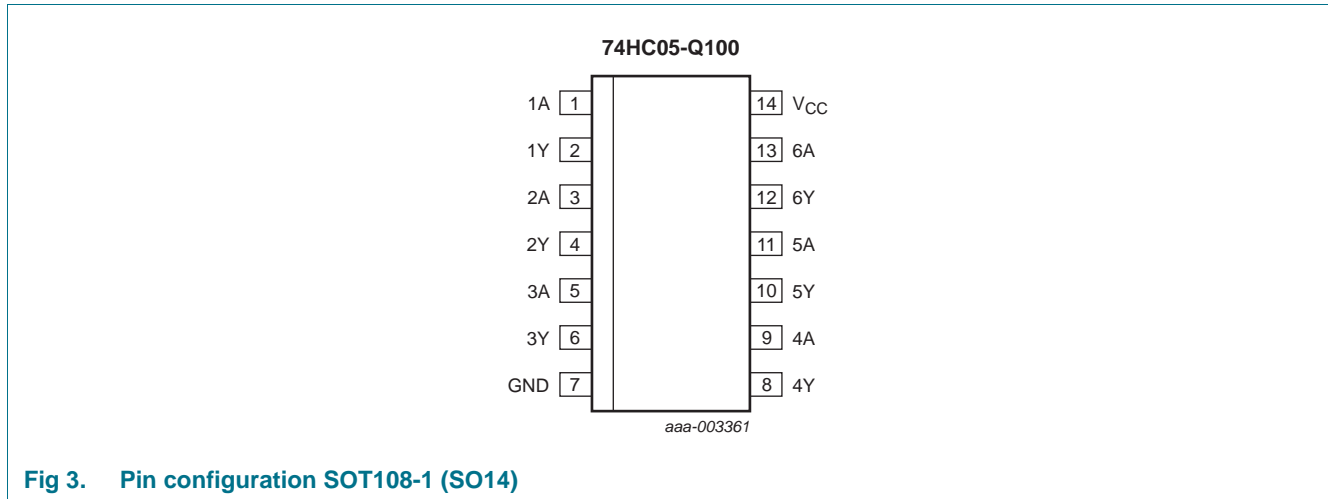 74HC05-Q100
1A 1 14 VCC
1Y 2 13 6A
2A 3 12 6Y
2Y 4 11 5A
3A 5 10 5Y
3Y 6 9 4A
GND 7 8 4Y
aaa-003361
Fig 3. Pin configuration SOT108-1 (SO14)